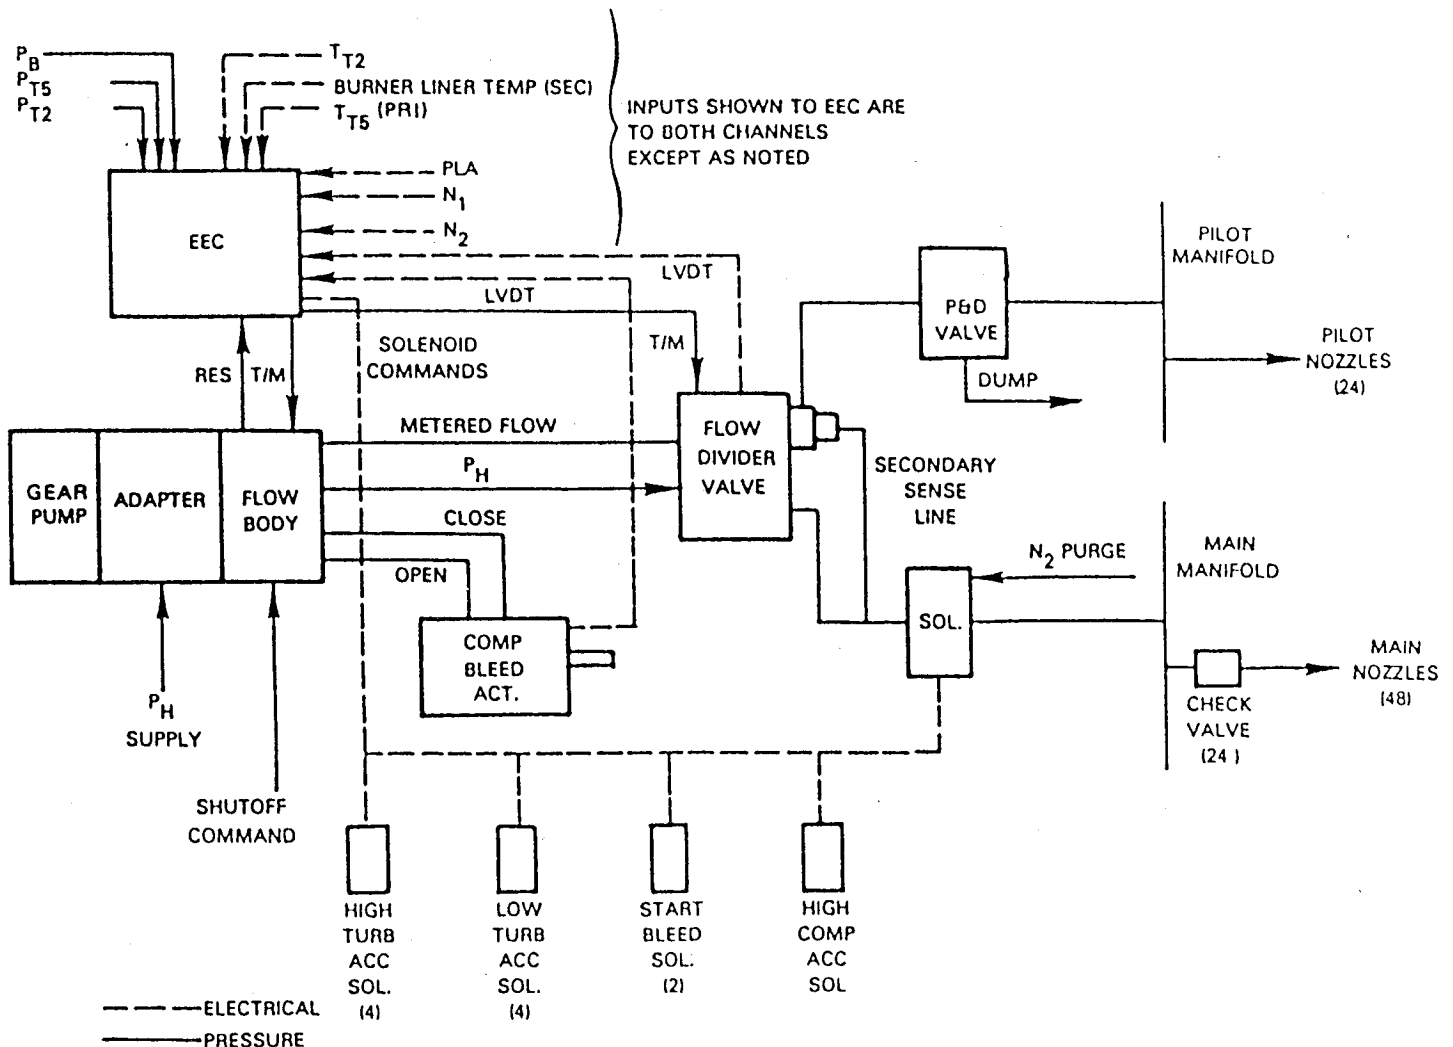 P_B
P_T5
P_T2
T_T2
BURNER LINER TEMP (SEC)
T_T5 (PRI)
INPUTS SHOWN TO EEC ARE
TO BOTH CHANNELS
EXCEPT AS NOTED
PLA
N_1
N_2
EEC
LVDT
LVDT
SOLENOID
COMMANDS
T/M
RES
T/M
P&D
VALVE
DUMP
PILOT
MANIFOLD
PILOT
NOZZLES
(24)
GEAR
PUMP
ADAPTER
FLOW
BODY
METERED FLOW
P_H
CLOSE
OPEN
FLOW
DIVIDER
VALVE
SECONDARY
SENSE
LINE
COMP
BLEED
ACT.
SOL.
N_2 PURGE
MAIN
MANIFOLD
MAIN
NOZZLES
(48)
CHECK
VALVE
(24 )
P_H
SUPPLY
SHUTOFF
COMMAND
HIGH
TURB
ACC
SOL.
(4)
LOW
TURB
ACC
SOL.
(4)
START
BLEED
SOL.
(2)
HIGH
COMP
ACC
SOL
ELECTRICAL
PRESSURE